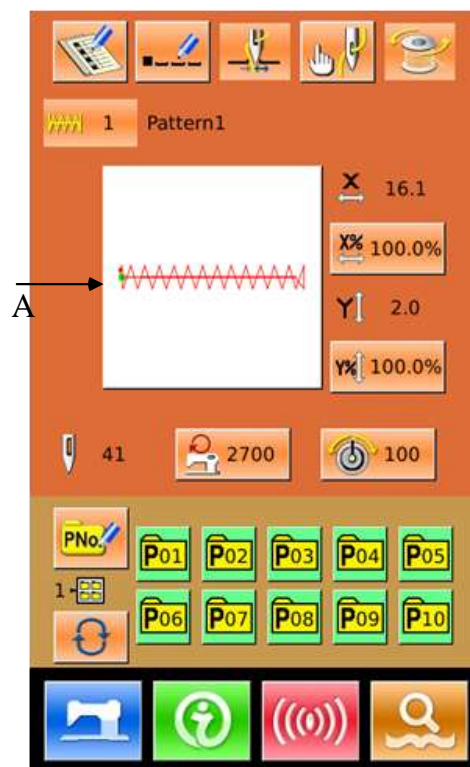 1 Pattern1
X 16.1
X% 100.0%
A
Y 2.0
Y% 100.0%
41 2700 100
PNo.
P01 P02 P03 P04 P05
1
P06 P07 P08 P09 P10